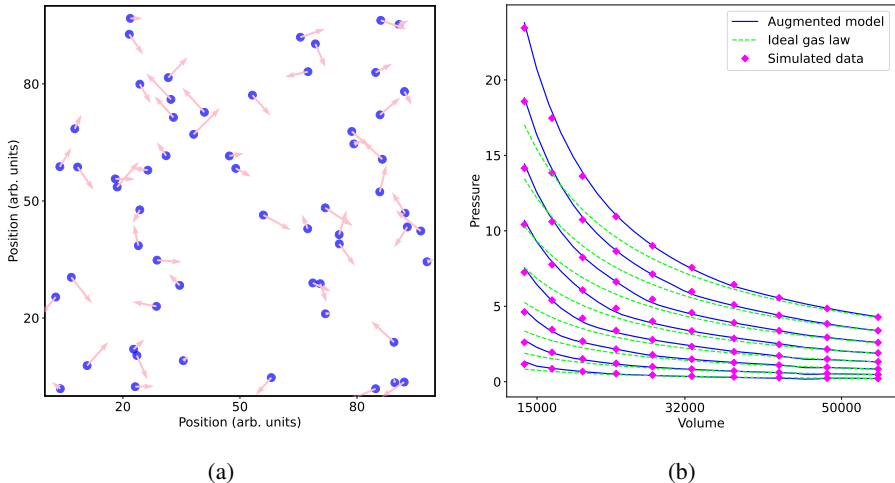 80
50
20
Position (arb. units)
20
50
80
Position (arb. units)
(a)
Augmented model
Ideal gas law
Simulated data
20
15
10
5
0
Pressure
15000
32000
50000
Volume
(b)